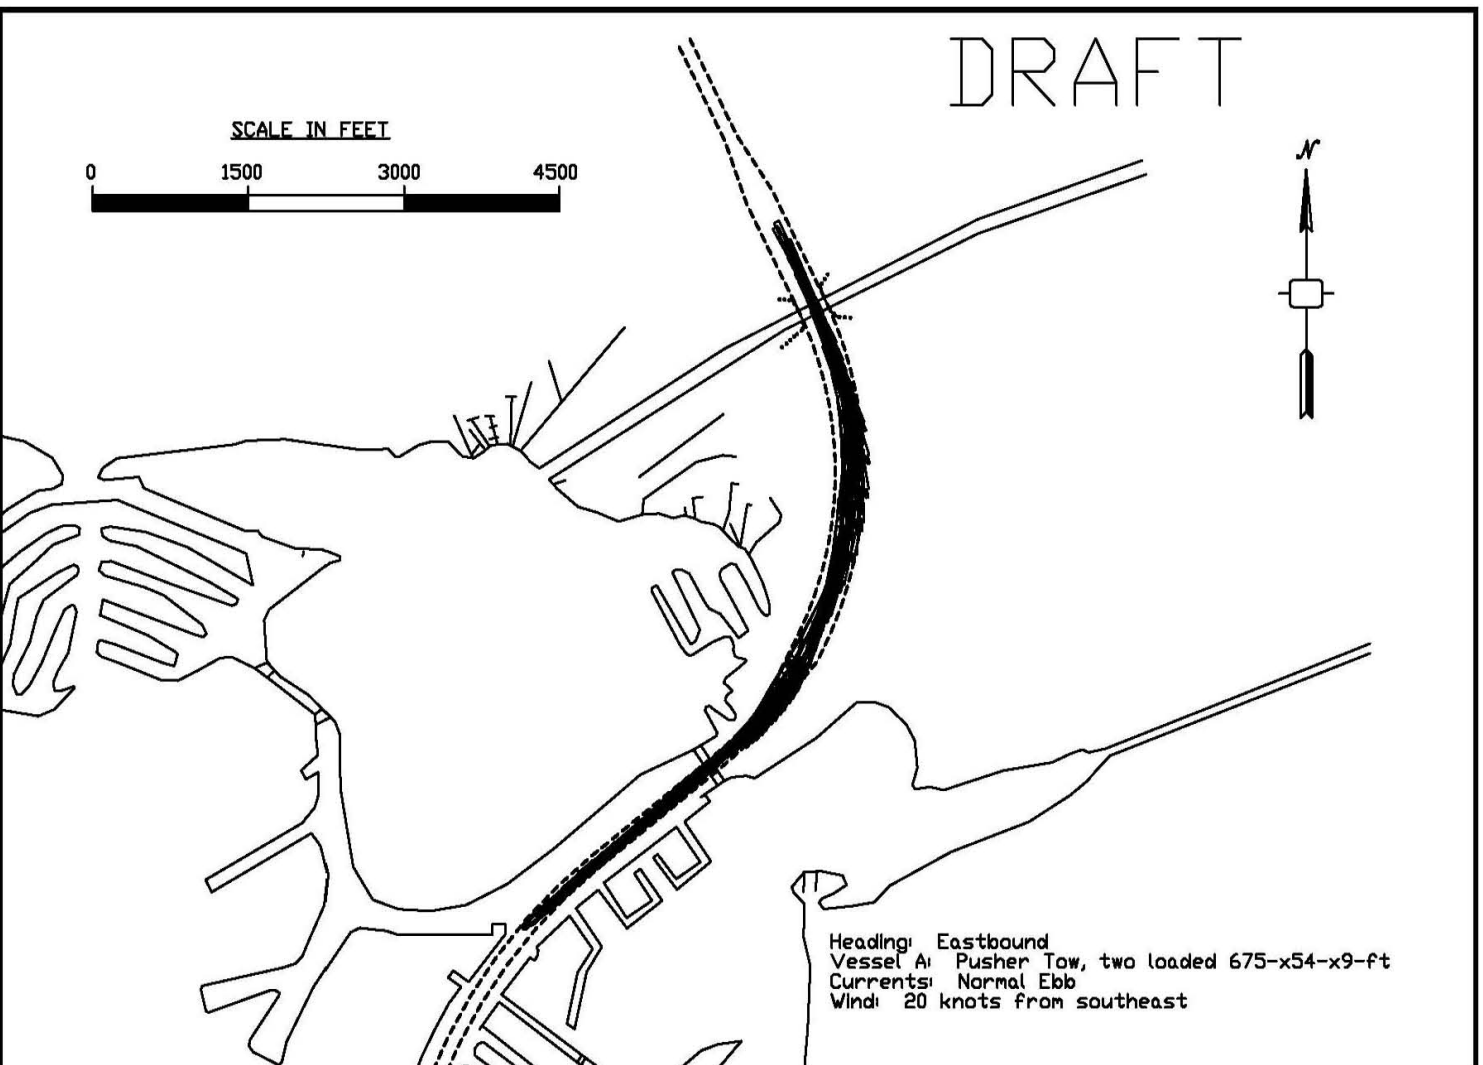 DRAFT
SCALE IN FEET
0 1500 3000 4500
N
Heading: Eastbound
Vessel A: Pusher Tow, two loaded 675-x54-x9-ft
Currents: Normal Ebb
Wind: 20 knots from southeast